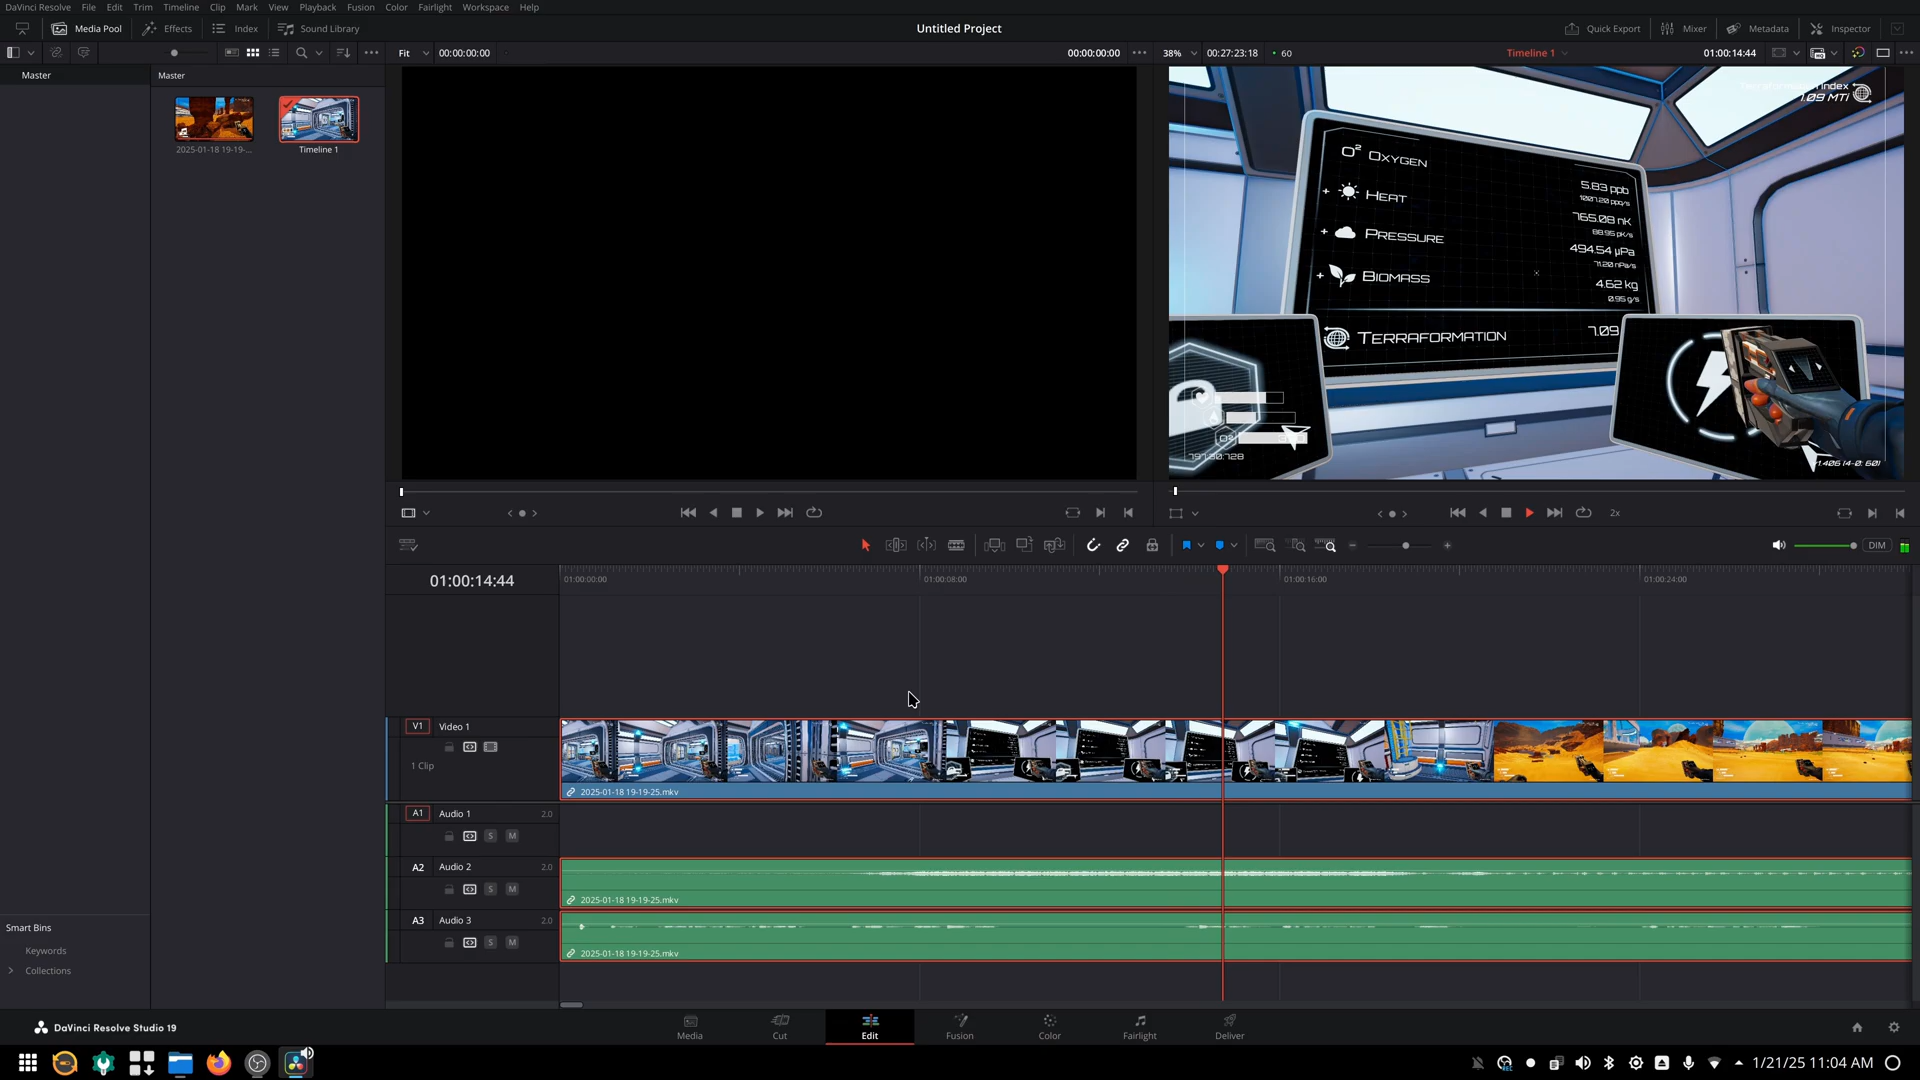 DaVinci Resolve File Edit Trim Timeline Clip Mark View Playback Fusion Color Fairlight Workspace Help
Media Pool Effects Index Sound Library
Untitled Project
Quick Export Mixer Metadata Inspector
Fit 00:00:00:00 00:00:00:00
38% 00:27:23:18 60 Timeline 1 01:00:14:44
Master
Master
2025-01-18 19-19-...
Timeline 1
1.09 MTi
O2 Oxygen 5.83 ppb
+ Heat 765.08 nK
+ Pressure 494.54 µPa
+ Biomass 4.62 kg
0.95 g/s
Terraformation 7.09
2x
DIM
01:00:14:44
01:00:00:00 01:00:08:00 01:00:16:00 01:00:24:00
V1 Video 1
1 Clip
2025-01-18 19-19-25.mkv
A1 Audio 1 2.0
S M
A2 Audio 2 2.0
S M
2025-01-18 19-19-25.mkv
A3 Audio 3 2.0
S M
2025-01-18 19-19-25.mkv
Smart Bins
Keywords
Collections
DaVinci Resolve Studio 19
Media Cut Edit Fusion Color Fairlight Deliver
1/21/25 11:04 AM